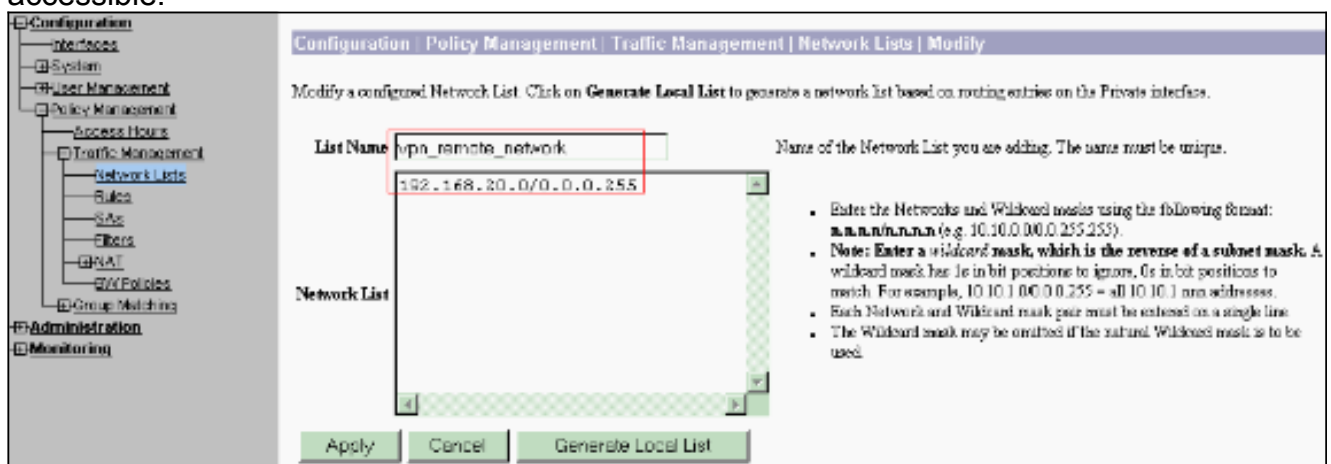 accessible.
Configuration
Interfaces
System
User Management
Policy Management
Access Hours
Traffic Management
Network Lists
Rules
SAs
Filters
NAT
BW Policies
Group Matching
Administration
Monitoring
Configuration | Policy Management | Traffic Management | Network Lists | Modify
Modify a configured Network List. Click on Generate Local List to generate a network list based on routing entries on the Private interface.
List Name vpn_remote_network Name of the Network List you are adding. The name must be unique.
Network List
192.168.20.0/0.0.0.255
• Enter the Networks and Wildcard masks using the following format:
n.n.n.n/n.n.n.n (e.g. 10.10.0.0/0.0.255.255).
• Note: Enter a wildcard mask, which is the reverse of a subnet mask. A
wildcard mask has 1s in bit positions to ignore, 0s in bit positions to
match. For example, 10.10.1.0/0.0.0.255 = all 10.10.1.nnn addresses.
• Each Network and Wildcard mask pair must be entered on a single line.
• The Wildcard mask may be omitted if the natural Wildcard mask is to be
used.
Apply Cancel Generate Local List